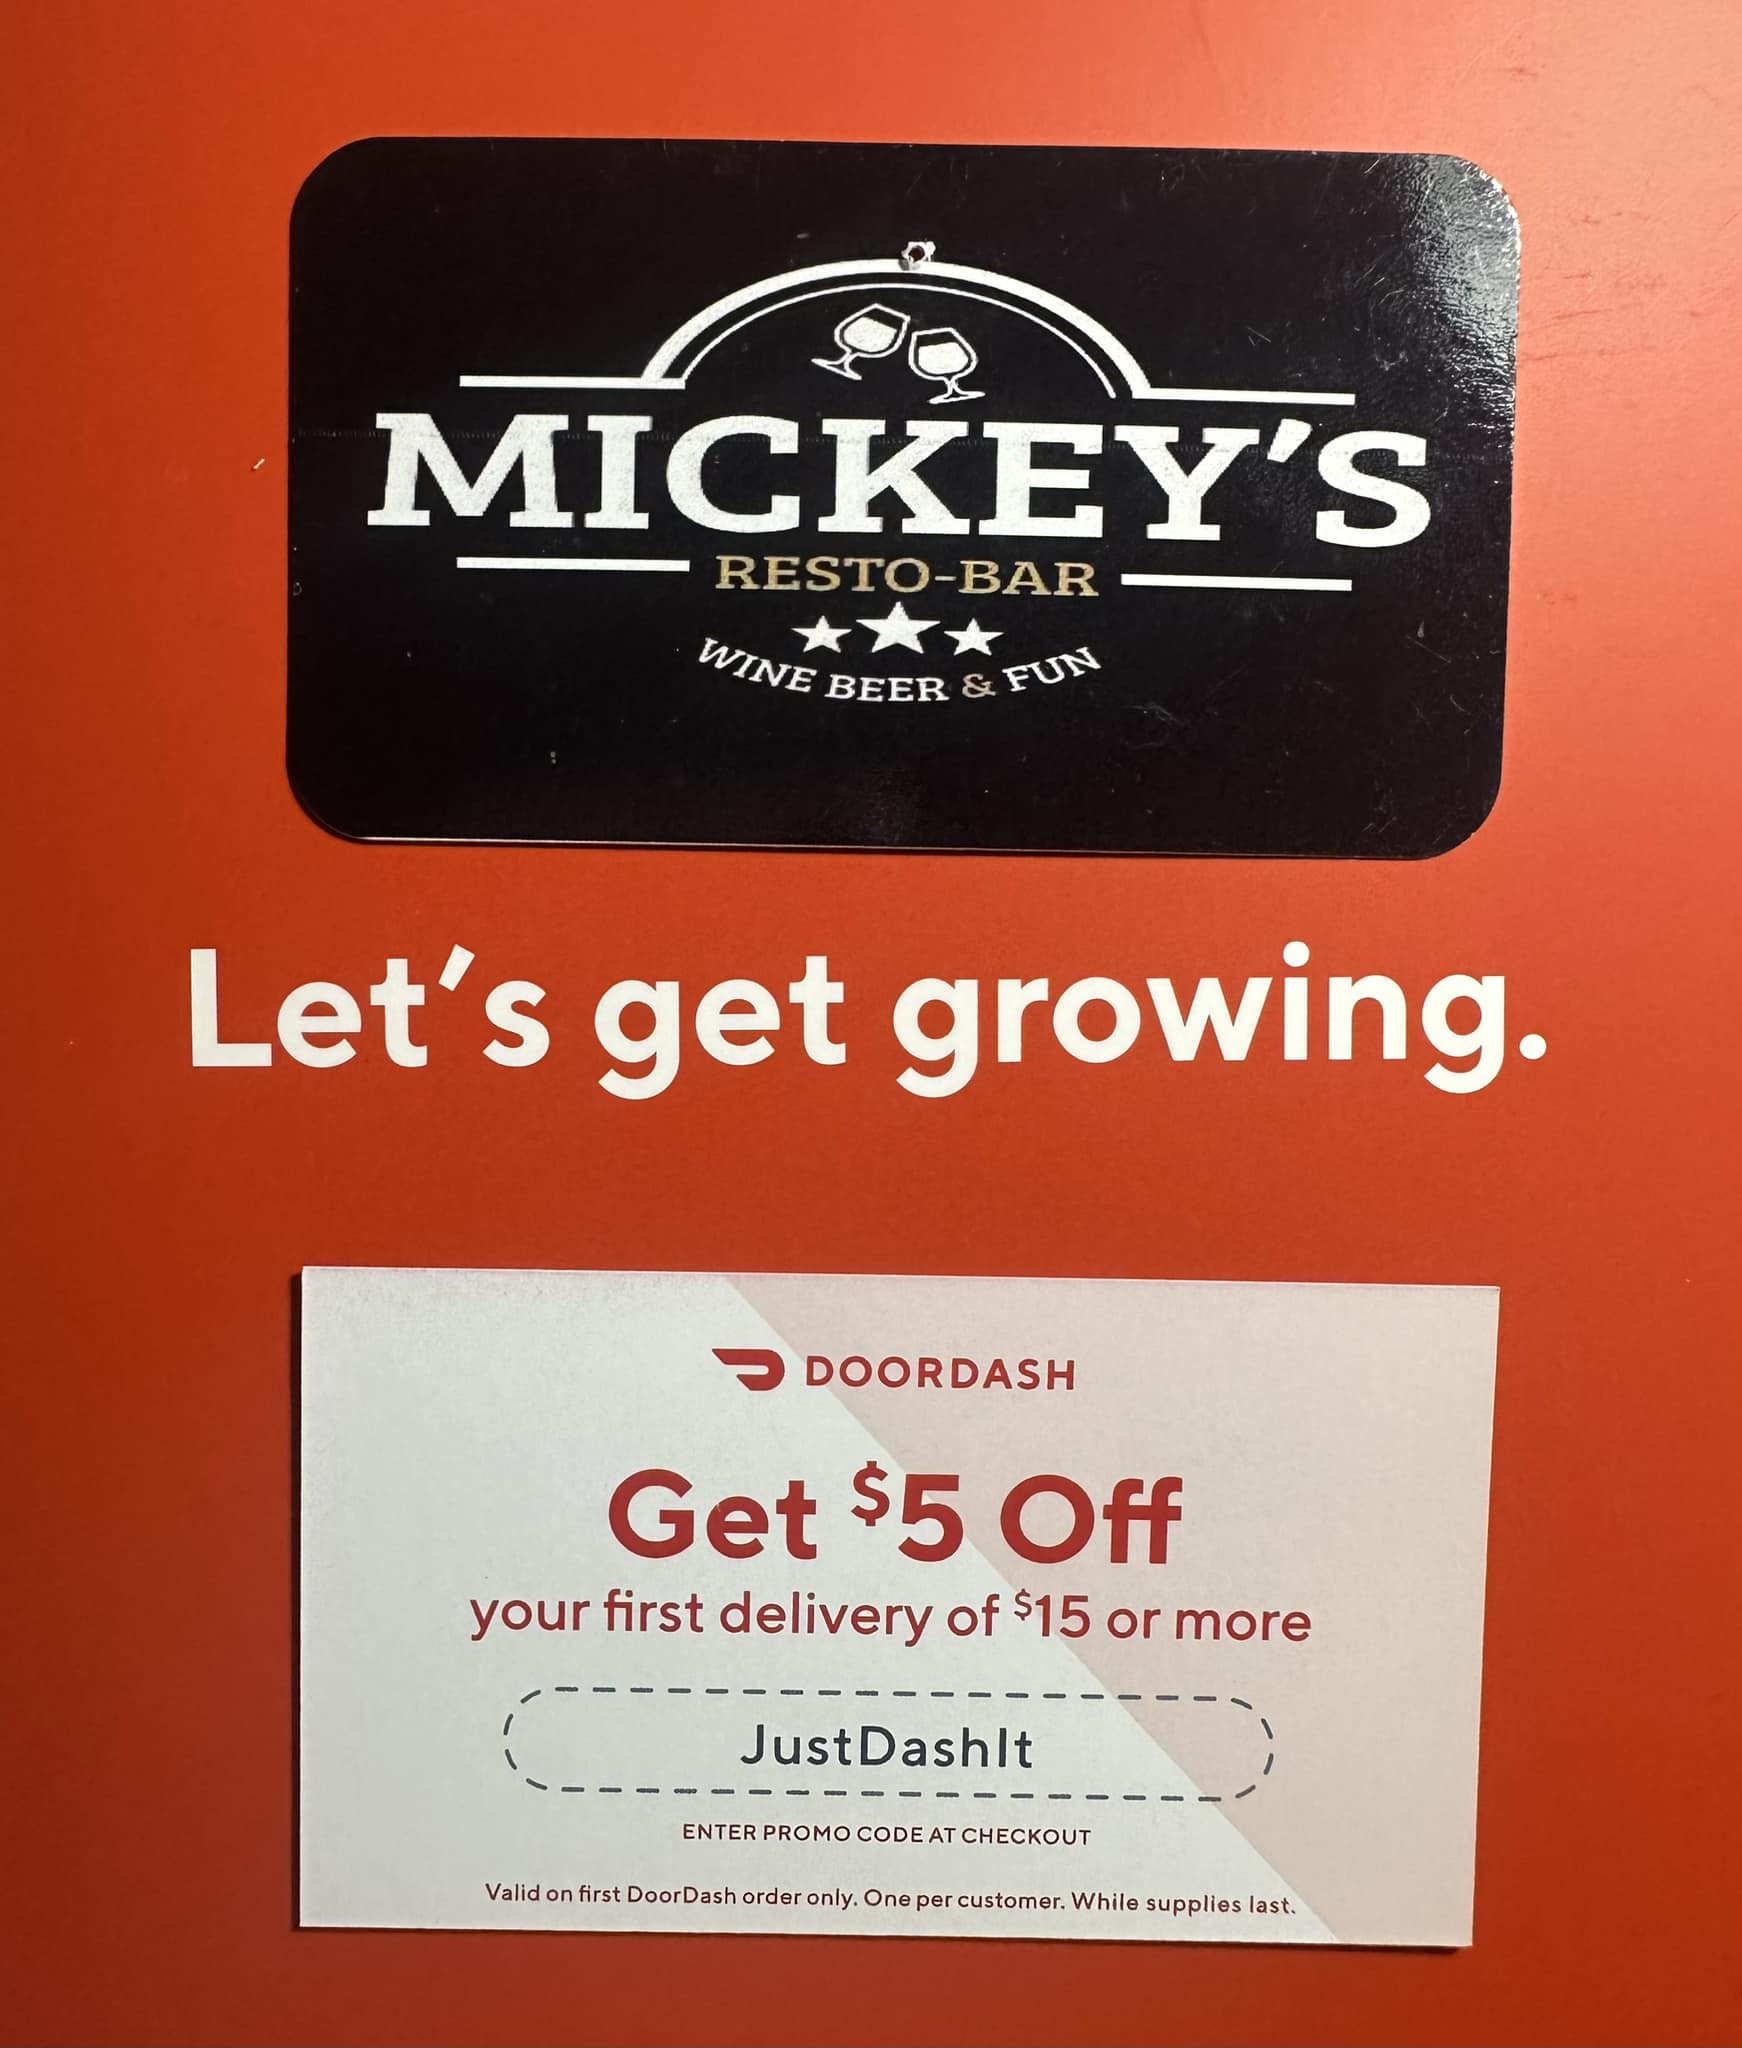 MICKEY'S
RESTO-BAR
WINE BEER & FUN
Let's get growing.
DOORDASH
Get $5 Off
your first delivery of $15 or more
JustDashIt
ENTER PROMO CODE AT CHECKOUT
Valid on first DoorDash order only. One per customer. While supplies last.